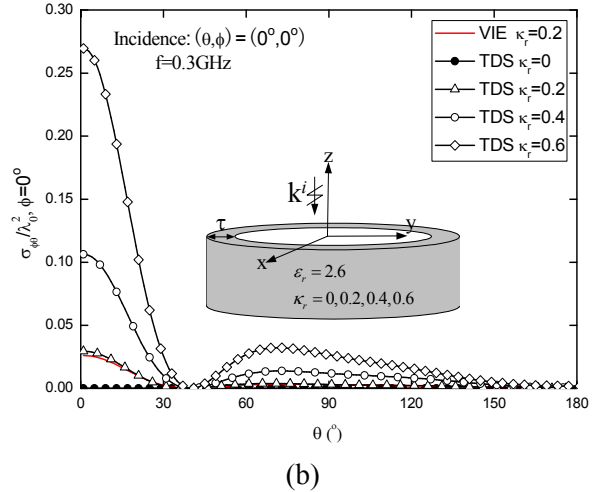 0.30
0.25
0.20
0.15
0.10
0.05
0.00
σφθ/λ₀², ϕ=0°
Incidence: (θ,ϕ) = (0°,0°)
f=0.3GHz
VIE κr=0.2
TDS κr=0
TDS κr=0.2
TDS κr=0.4
TDS κr=0.6
z
kⁱ
τ
y
x
εr = 2.6
κr = 0,0.2,0.4,0.6
0 30 60 90 120 150 180
θ (°)
(b)